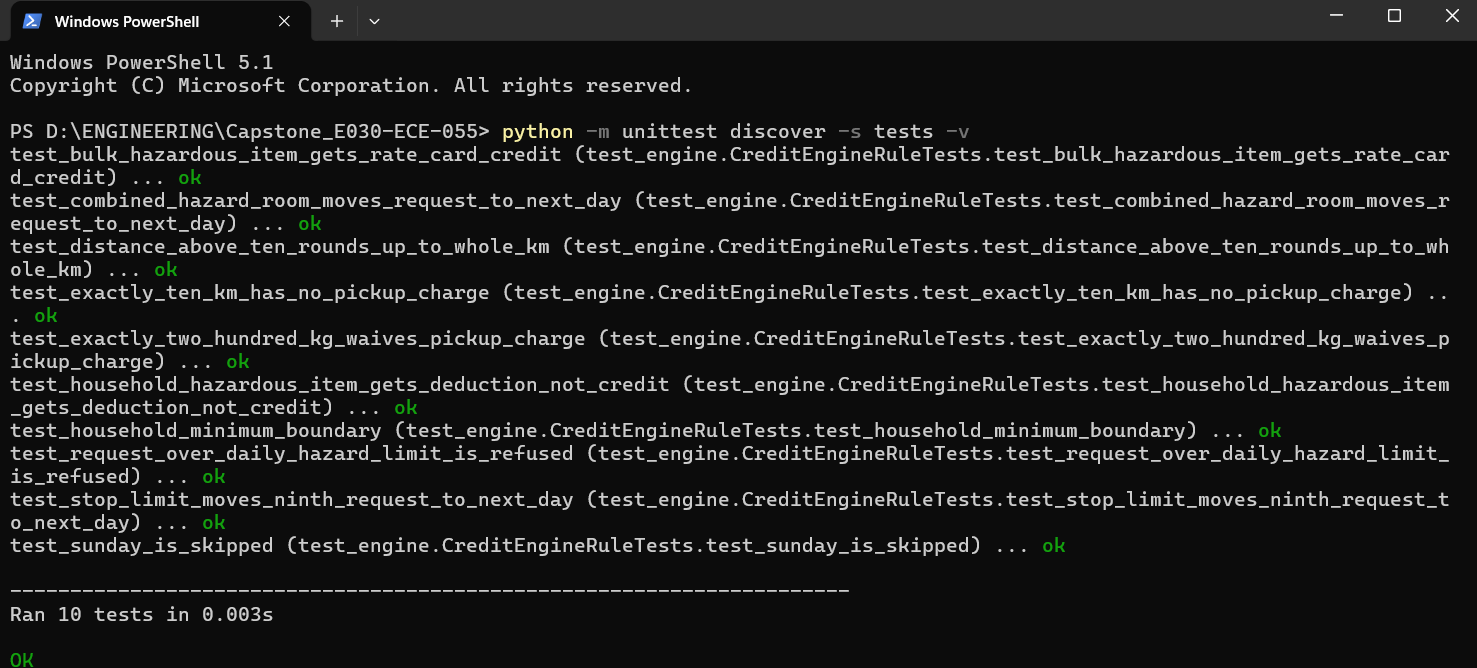 Windows PowerShell
Windows PowerShell 5.1
Copyright (C) Microsoft Corporation. All rights reserved.
PS D:\ENGINEERING\Capstone_E030-ECE-055> python -m unittest discover -s tests -v
test_bulk_hazardous_item_gets_rate_card_credit (test_engine.CreditEngineRuleTests.test_bulk_hazardous_item_gets_rate_car
d_credit) ... ok
test_combined_hazard_room_moves_request_to_next_day (test_engine.CreditEngineRuleTests.test_combined_hazard_room_moves_r
equest_to_next_day) ... ok
test_distance_above_ten_rounds_up_to_whole_km (test_engine.CreditEngineRuleTests.test_distance_above_ten_rounds_up_to_wh
ole_km) ... ok
test_exactly_ten_km_has_no_pickup_charge (test_engine.CreditEngineRuleTests.test_exactly_ten_km_has_no_pickup_charge) ..
. ok
test_exactly_two_hundred_kg_waives_pickup_charge (test_engine.CreditEngineRuleTests.test_exactly_two_hundred_kg_waives_p
ickup_charge) ... ok
test_household_hazardous_item_gets_deduction_not_credit (test_engine.CreditEngineRuleTests.test_household_hazardous_item
_gets_deduction_not_credit) ... ok
test_household_minimum_boundary (test_engine.CreditEngineRuleTests.test_household_minimum_boundary) ... ok
test_request_over_daily_hazard_limit_is_refused (test_engine.CreditEngineRuleTests.test_request_over_daily_hazard_limit_
is_refused) ... ok
test_stop_limit_moves_ninth_request_to_next_day (test_engine.CreditEngineRuleTests.test_stop_limit_moves_ninth_request_t
o_next_day) ... ok
test_sunday_is_skipped (test_engine.CreditEngineRuleTests.test_sunday_is_skipped) ... ok
----------------------------------------------------------------------
Ran 10 tests in 0.003s
OK